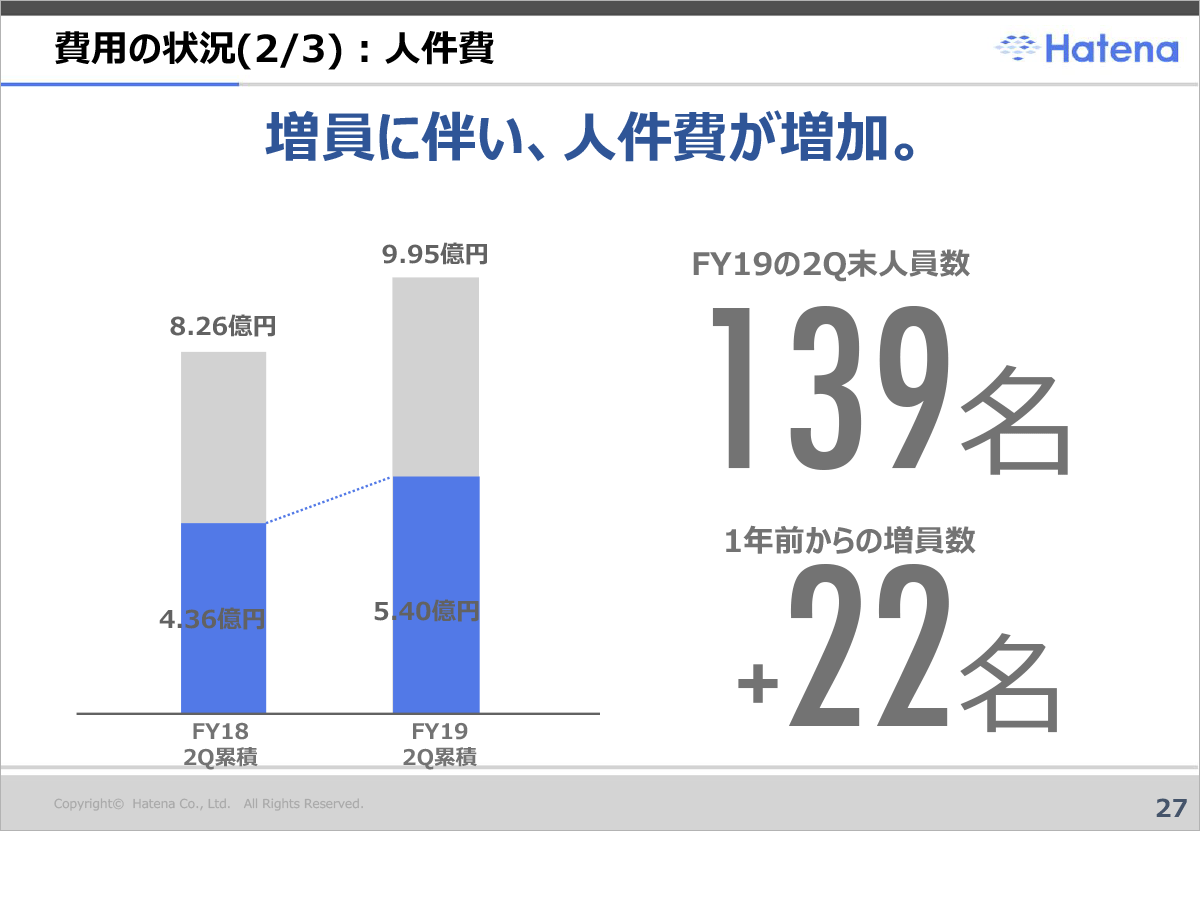 費用の状況(2/3)：人件費
Hatena
増員に伴い、人件費が増加。
9.95億円
8.26億円
4.36億円
5.40億円
FY18
2Q累積
FY19
2Q累積
FY19の2Q末人員数
139名
1年前からの増員数
+22名
Copyright© Hatena Co., Ltd. All Rights Reserved.
27